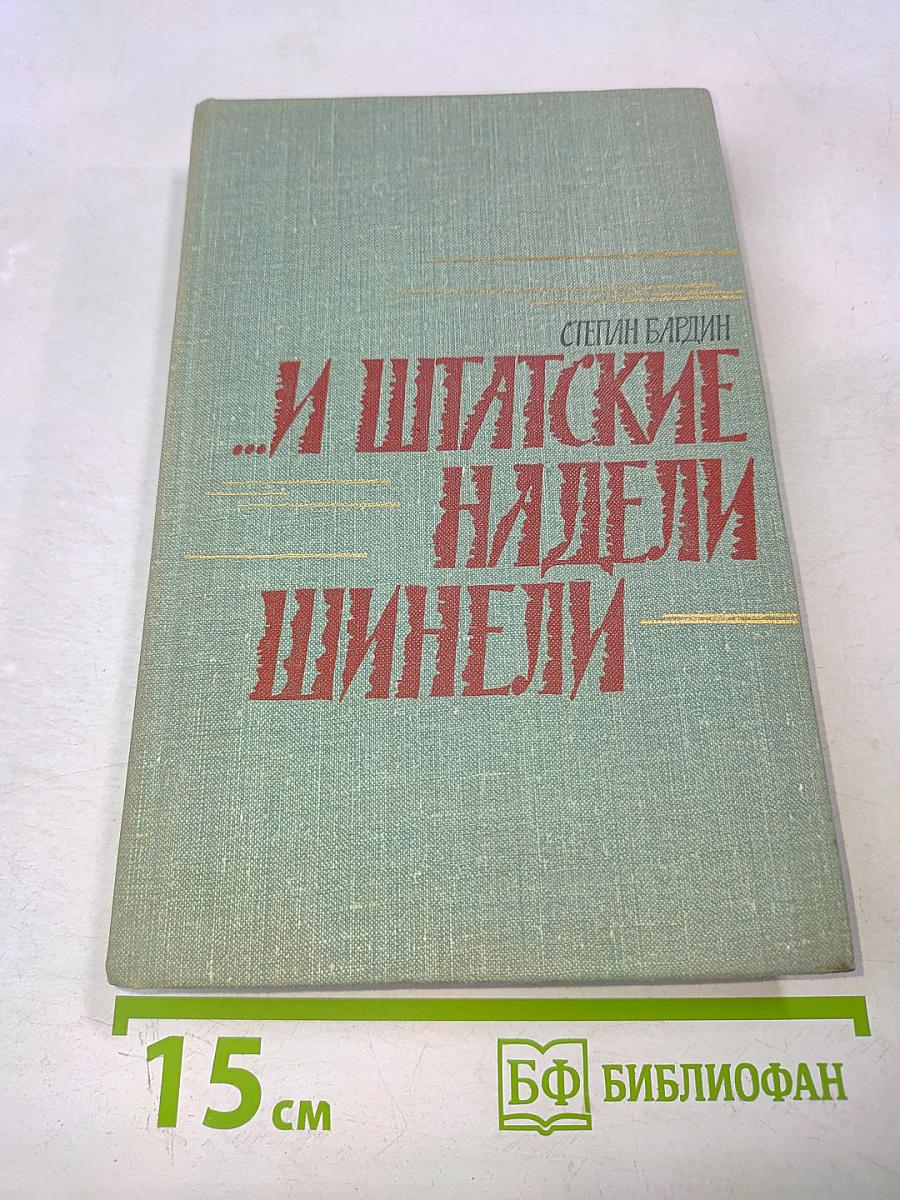 СТЕПАН БАРДИН
...И ШТАТСКИЕ
НАДЕЛИ
ШИНЕЛИ
15 см
БФ БИБЛИОФАН